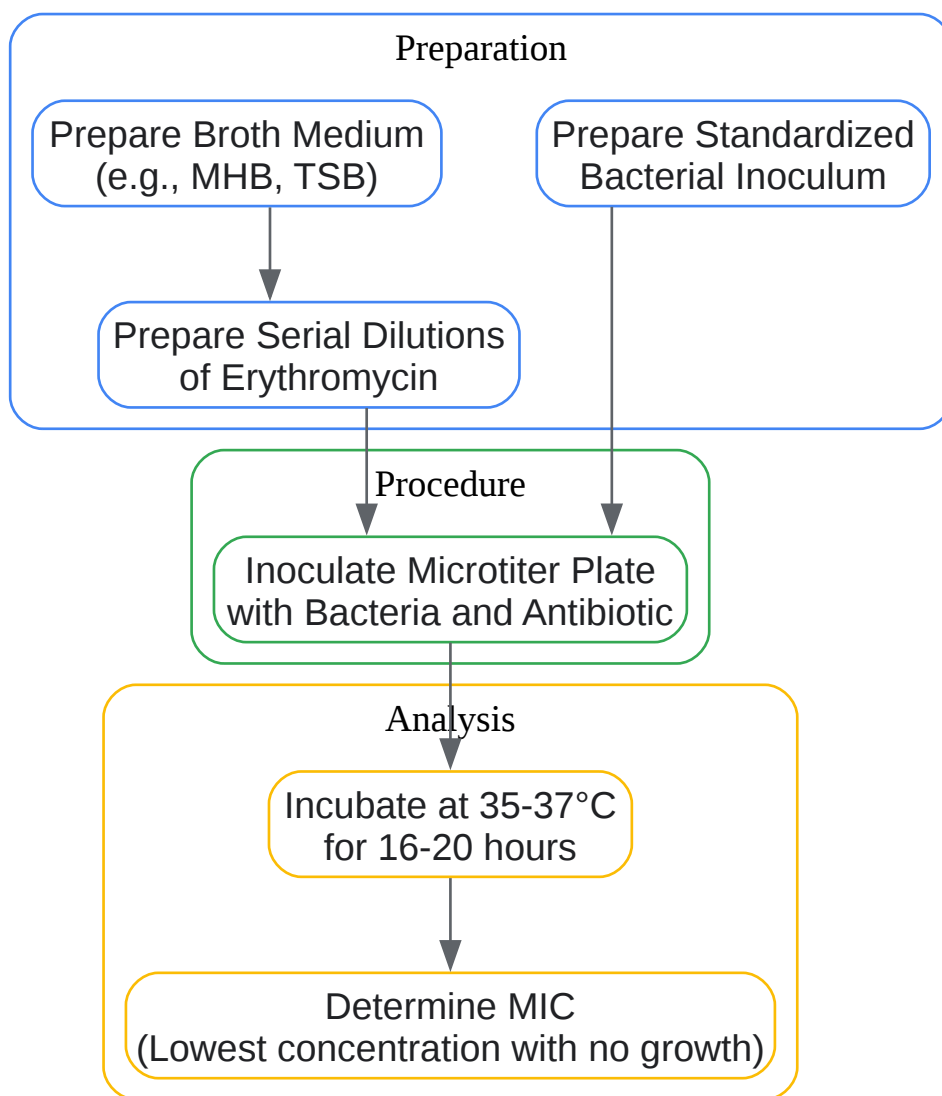 Preparation
Prepare Broth Medium
(e.g., MHB, TSB)
Prepare Standardized
Bacterial Inoculum
Prepare Serial Dilutions
of Erythromycin
Procedure
Inoculate Microtiter Plate
with Bacteria and Antibiotic
Analysis
Incubate at 35-37°C
for 16-20 hours
Determine MIC
(Lowest concentration with no growth)